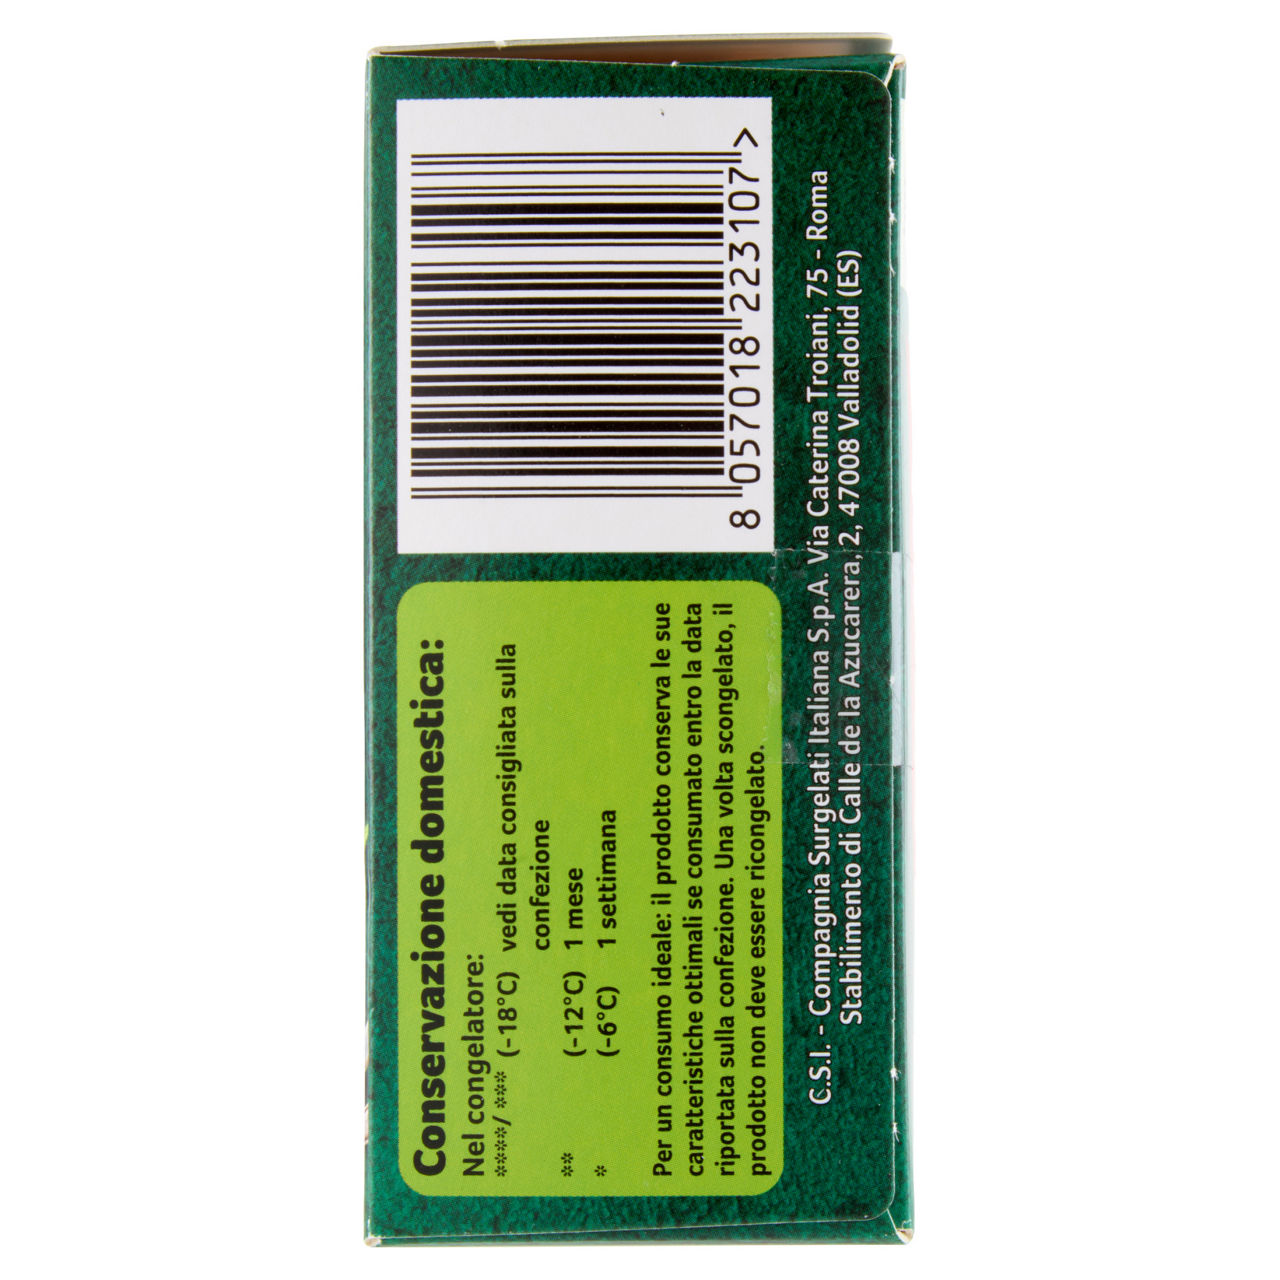 Conservazione domestica:
Nel congelatore:
****/ *** (-18°C) vedi data consigliata sulla
confezione
** (-12°C) 1 mese
* (-6°C) 1 settimana
Per un consumo ideale: il prodotto conserva le sue
caratteristiche ottimali se consumato entro la data
riportata sulla confezione. Una volta scongelato, il
prodotto non deve essere ricongelato.
8 057018 223107 >
C.S.I. - Compagnia Surgelati Italiana S.p.A. Via Caterina Troiani, 75 - Roma
Stabilimento di Calle de la Azucarera, 2, 47008 Valladolid (ES)